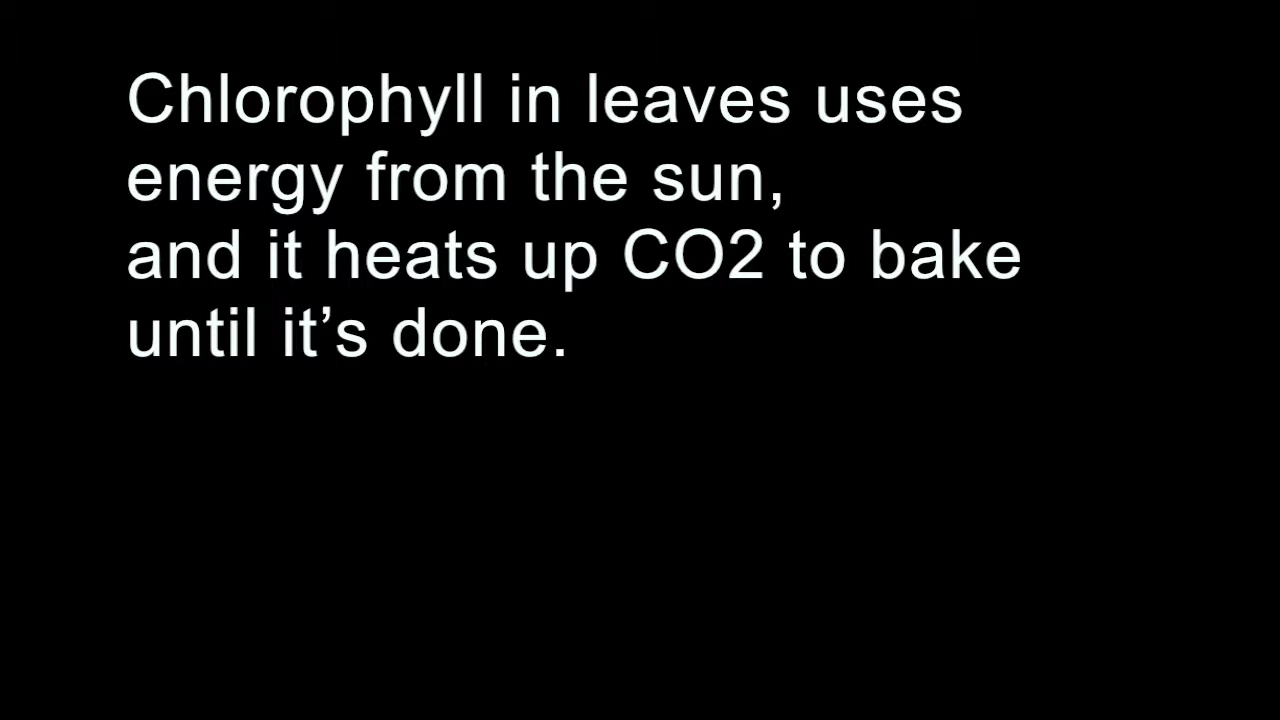 Chlorophyll in leaves uses
energy from the sun,
and it heats up CO2 to bake
until it’s done.